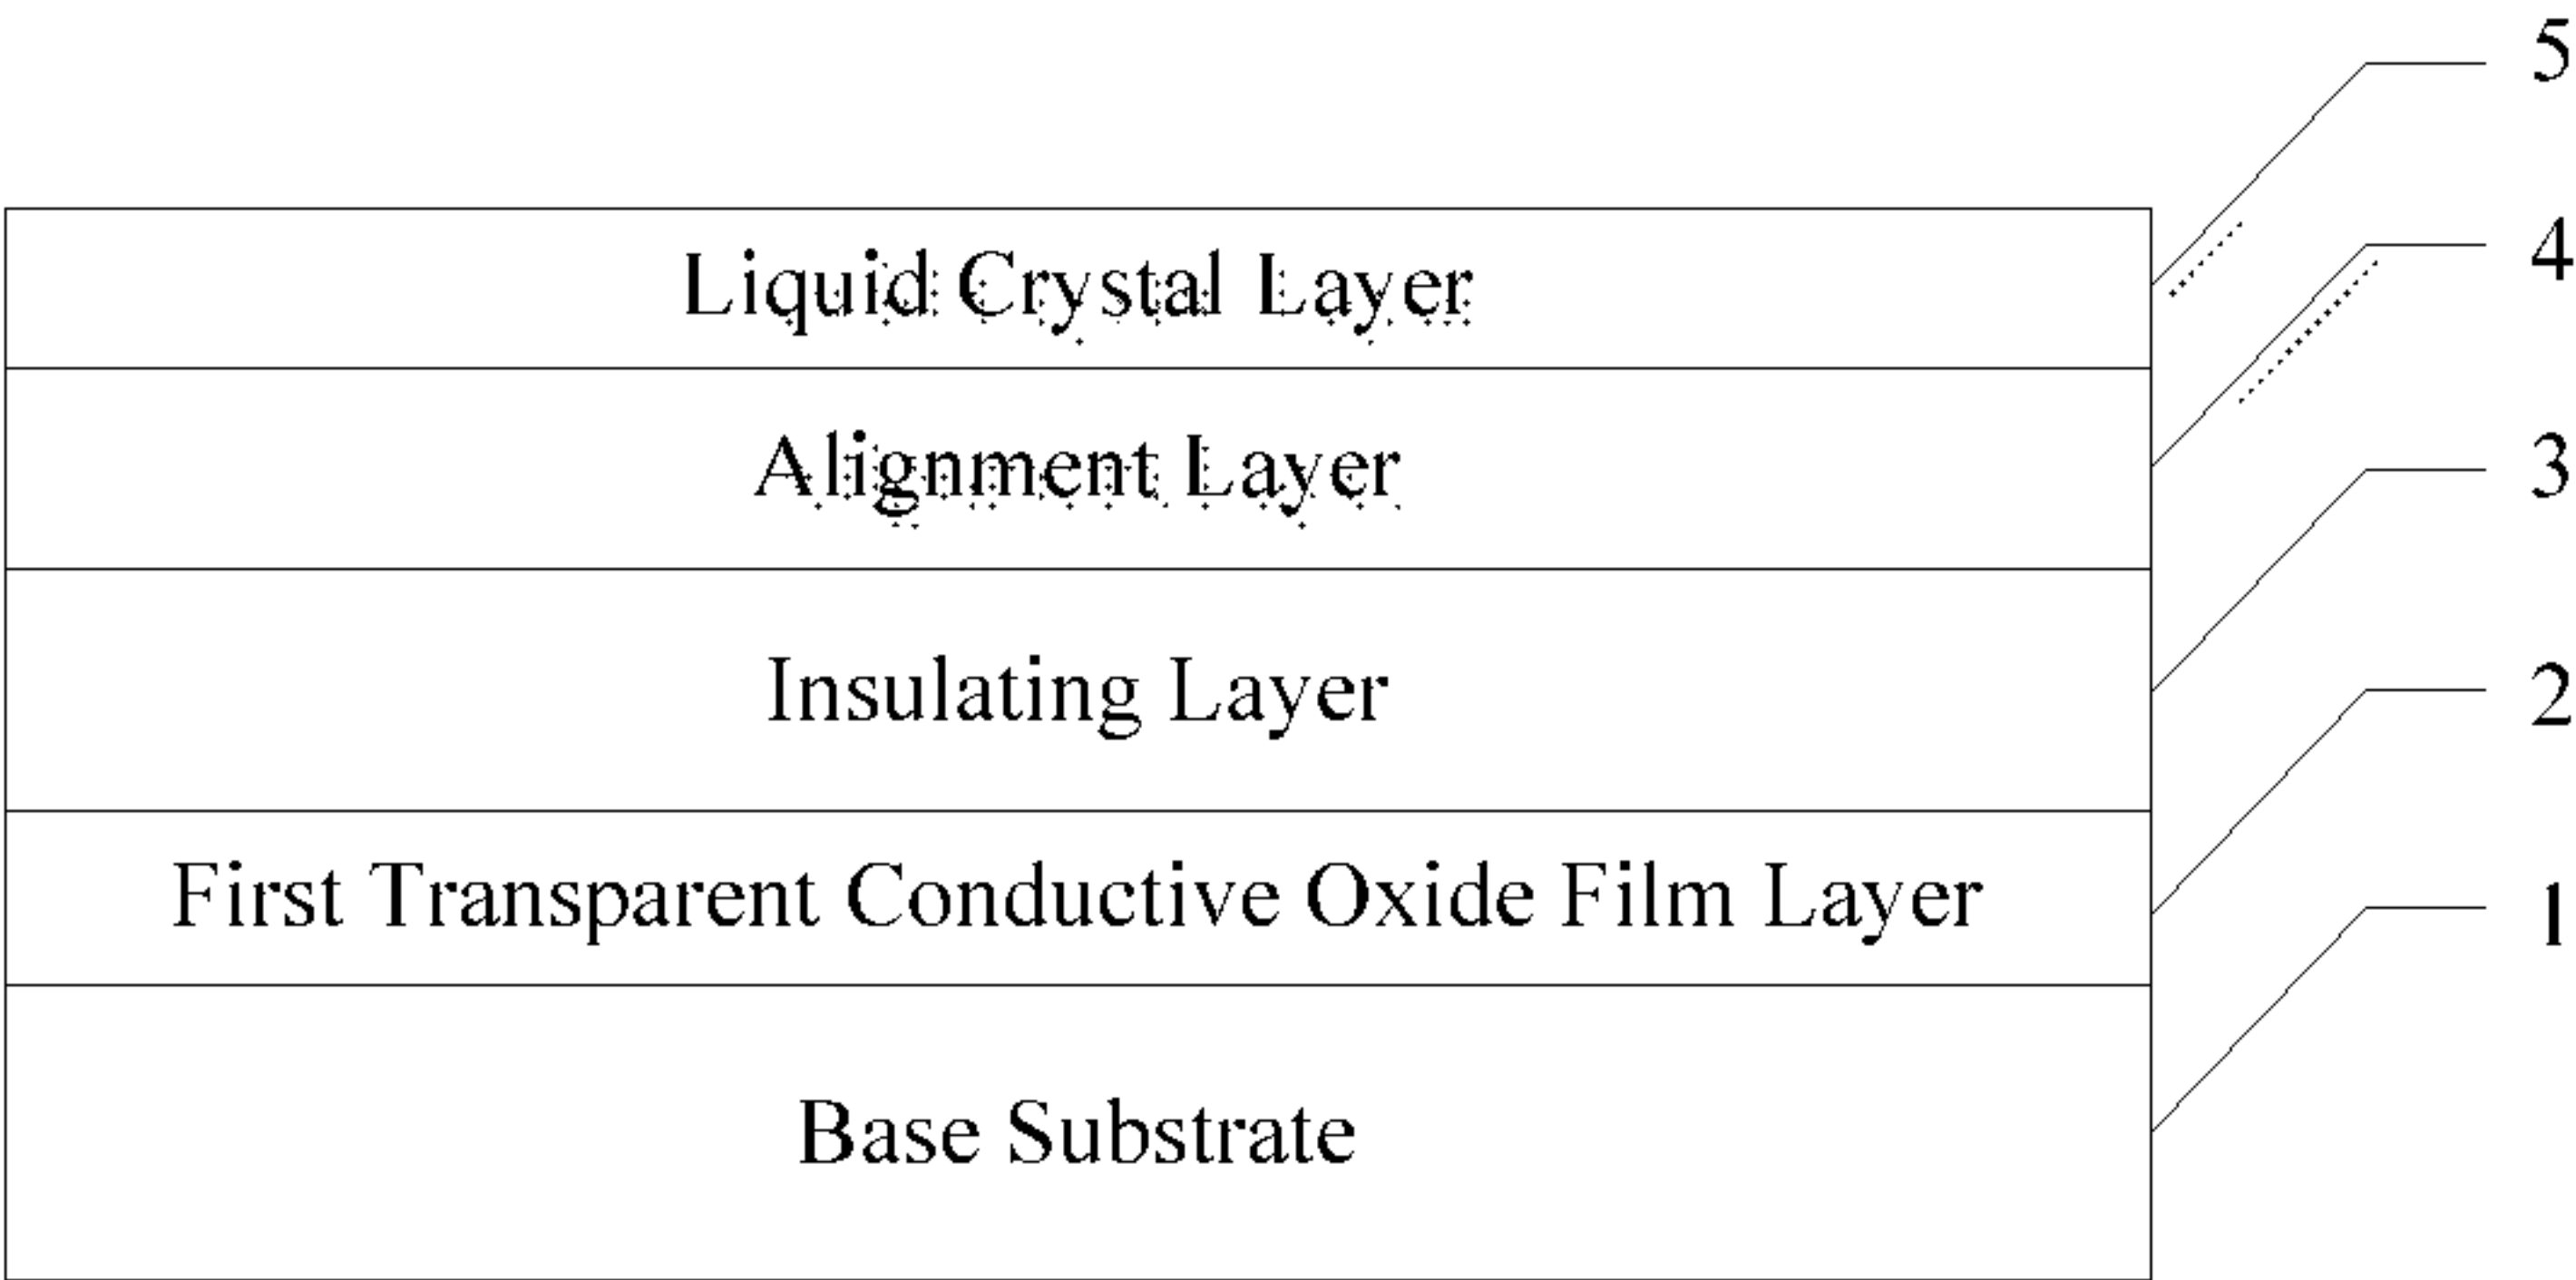 5
Liquid Crystal Layer
4
Alignment Layer
3
Insulating Layer
2
First Transparent Conductive Oxide Film Layer
1
Base Substrate